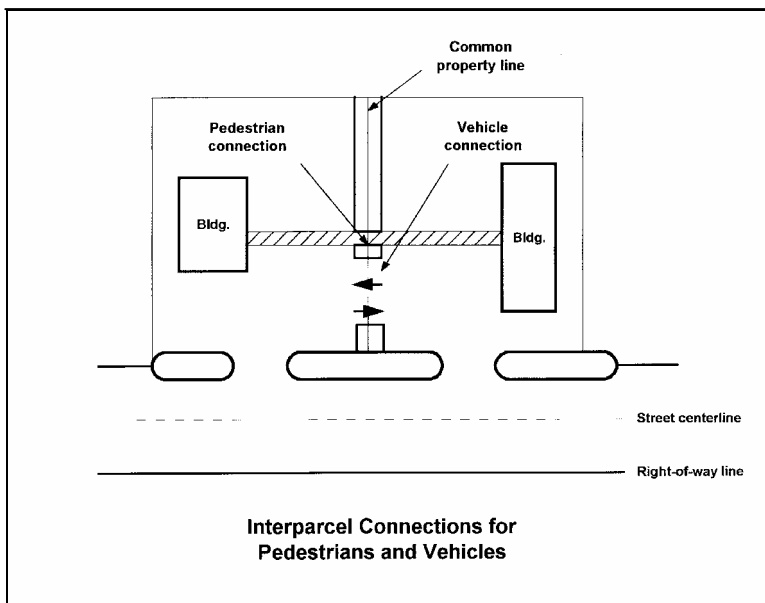 Common
property line
Pedestrian
connection
Vehicle
connection
Bldg.
Bldg.
Street centerline
Right-of-way line
Interparcel Connections for
Pedestrians and Vehicles